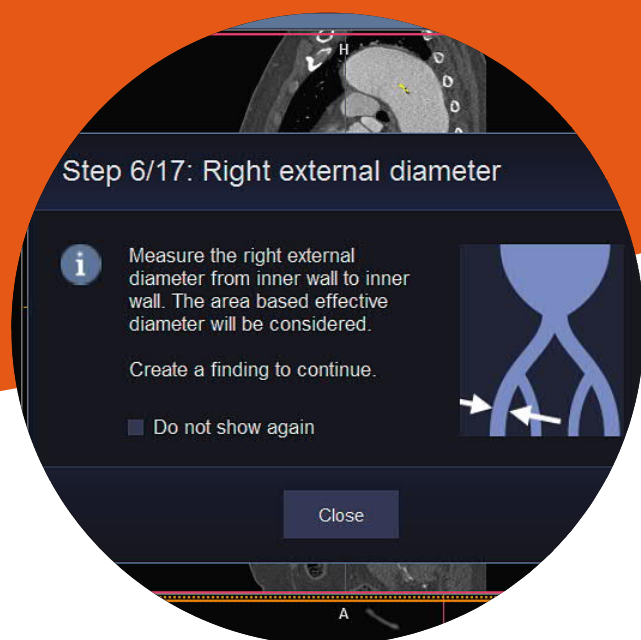 H
Step 6/17: Right external diameter
i
Measure the right external
diameter from inner wall to inner
wall. The area based effective
diameter will be considered.
Create a finding to continue.
Do not show again
Close
A